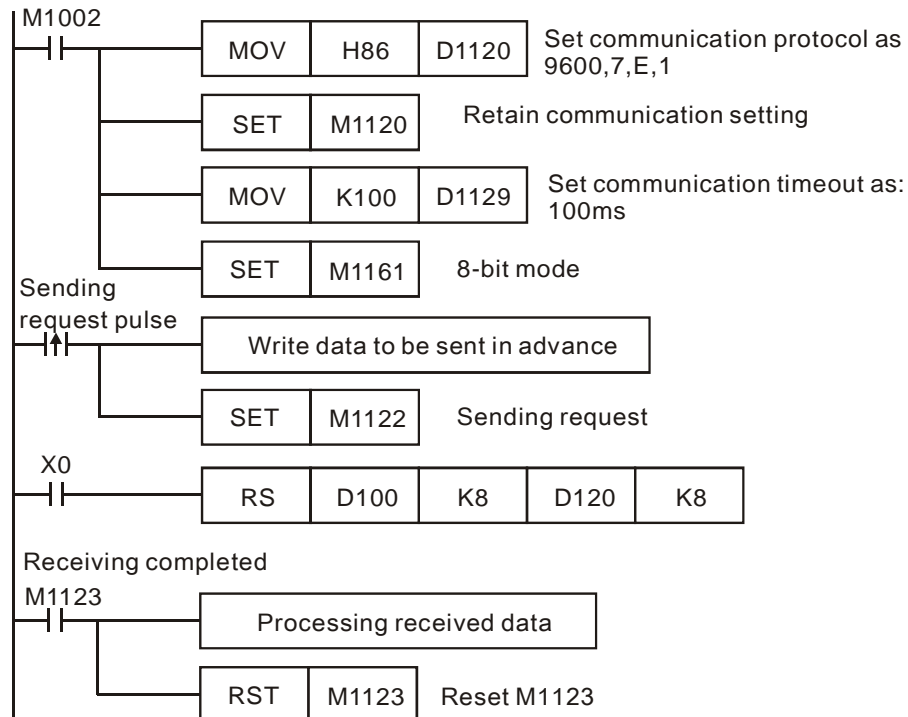 M1002
MOV H86 D1120 Set communication protocol as
9600,7,E,1
SET M1120 Retain communication setting
MOV K100 D1129 Set communication timeout as:
100ms
SET M1161 8-bit mode
Sending
request pulse
Write data to be sent in advance
SET M1122 Sending request
X0
RS D100 K8 D120 K8
Receiving completed
M1123
Processing received data
RST M1123 Reset M1123